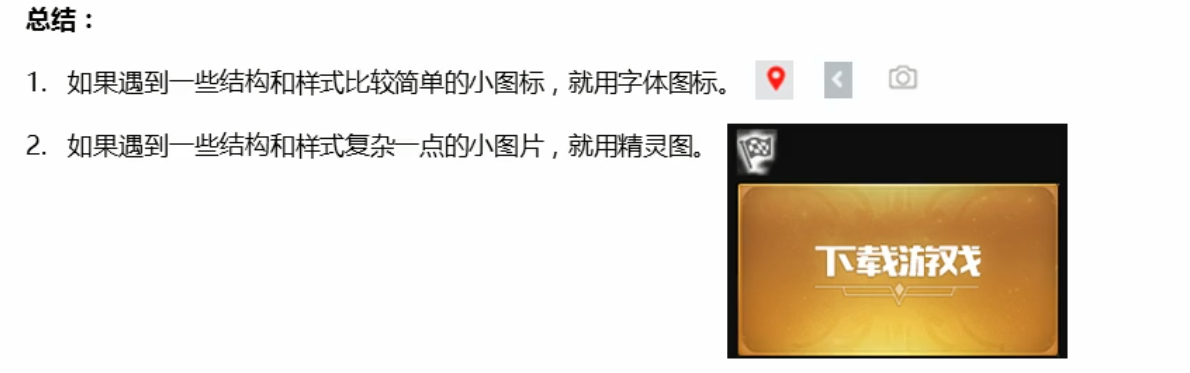 总结：
1. 如果遇到一些结构和样式比较简单的小图标，就用字体图标。
2. 如果遇到一些结构和样式复杂一点的小图片，就用精灵图。
下载游戏